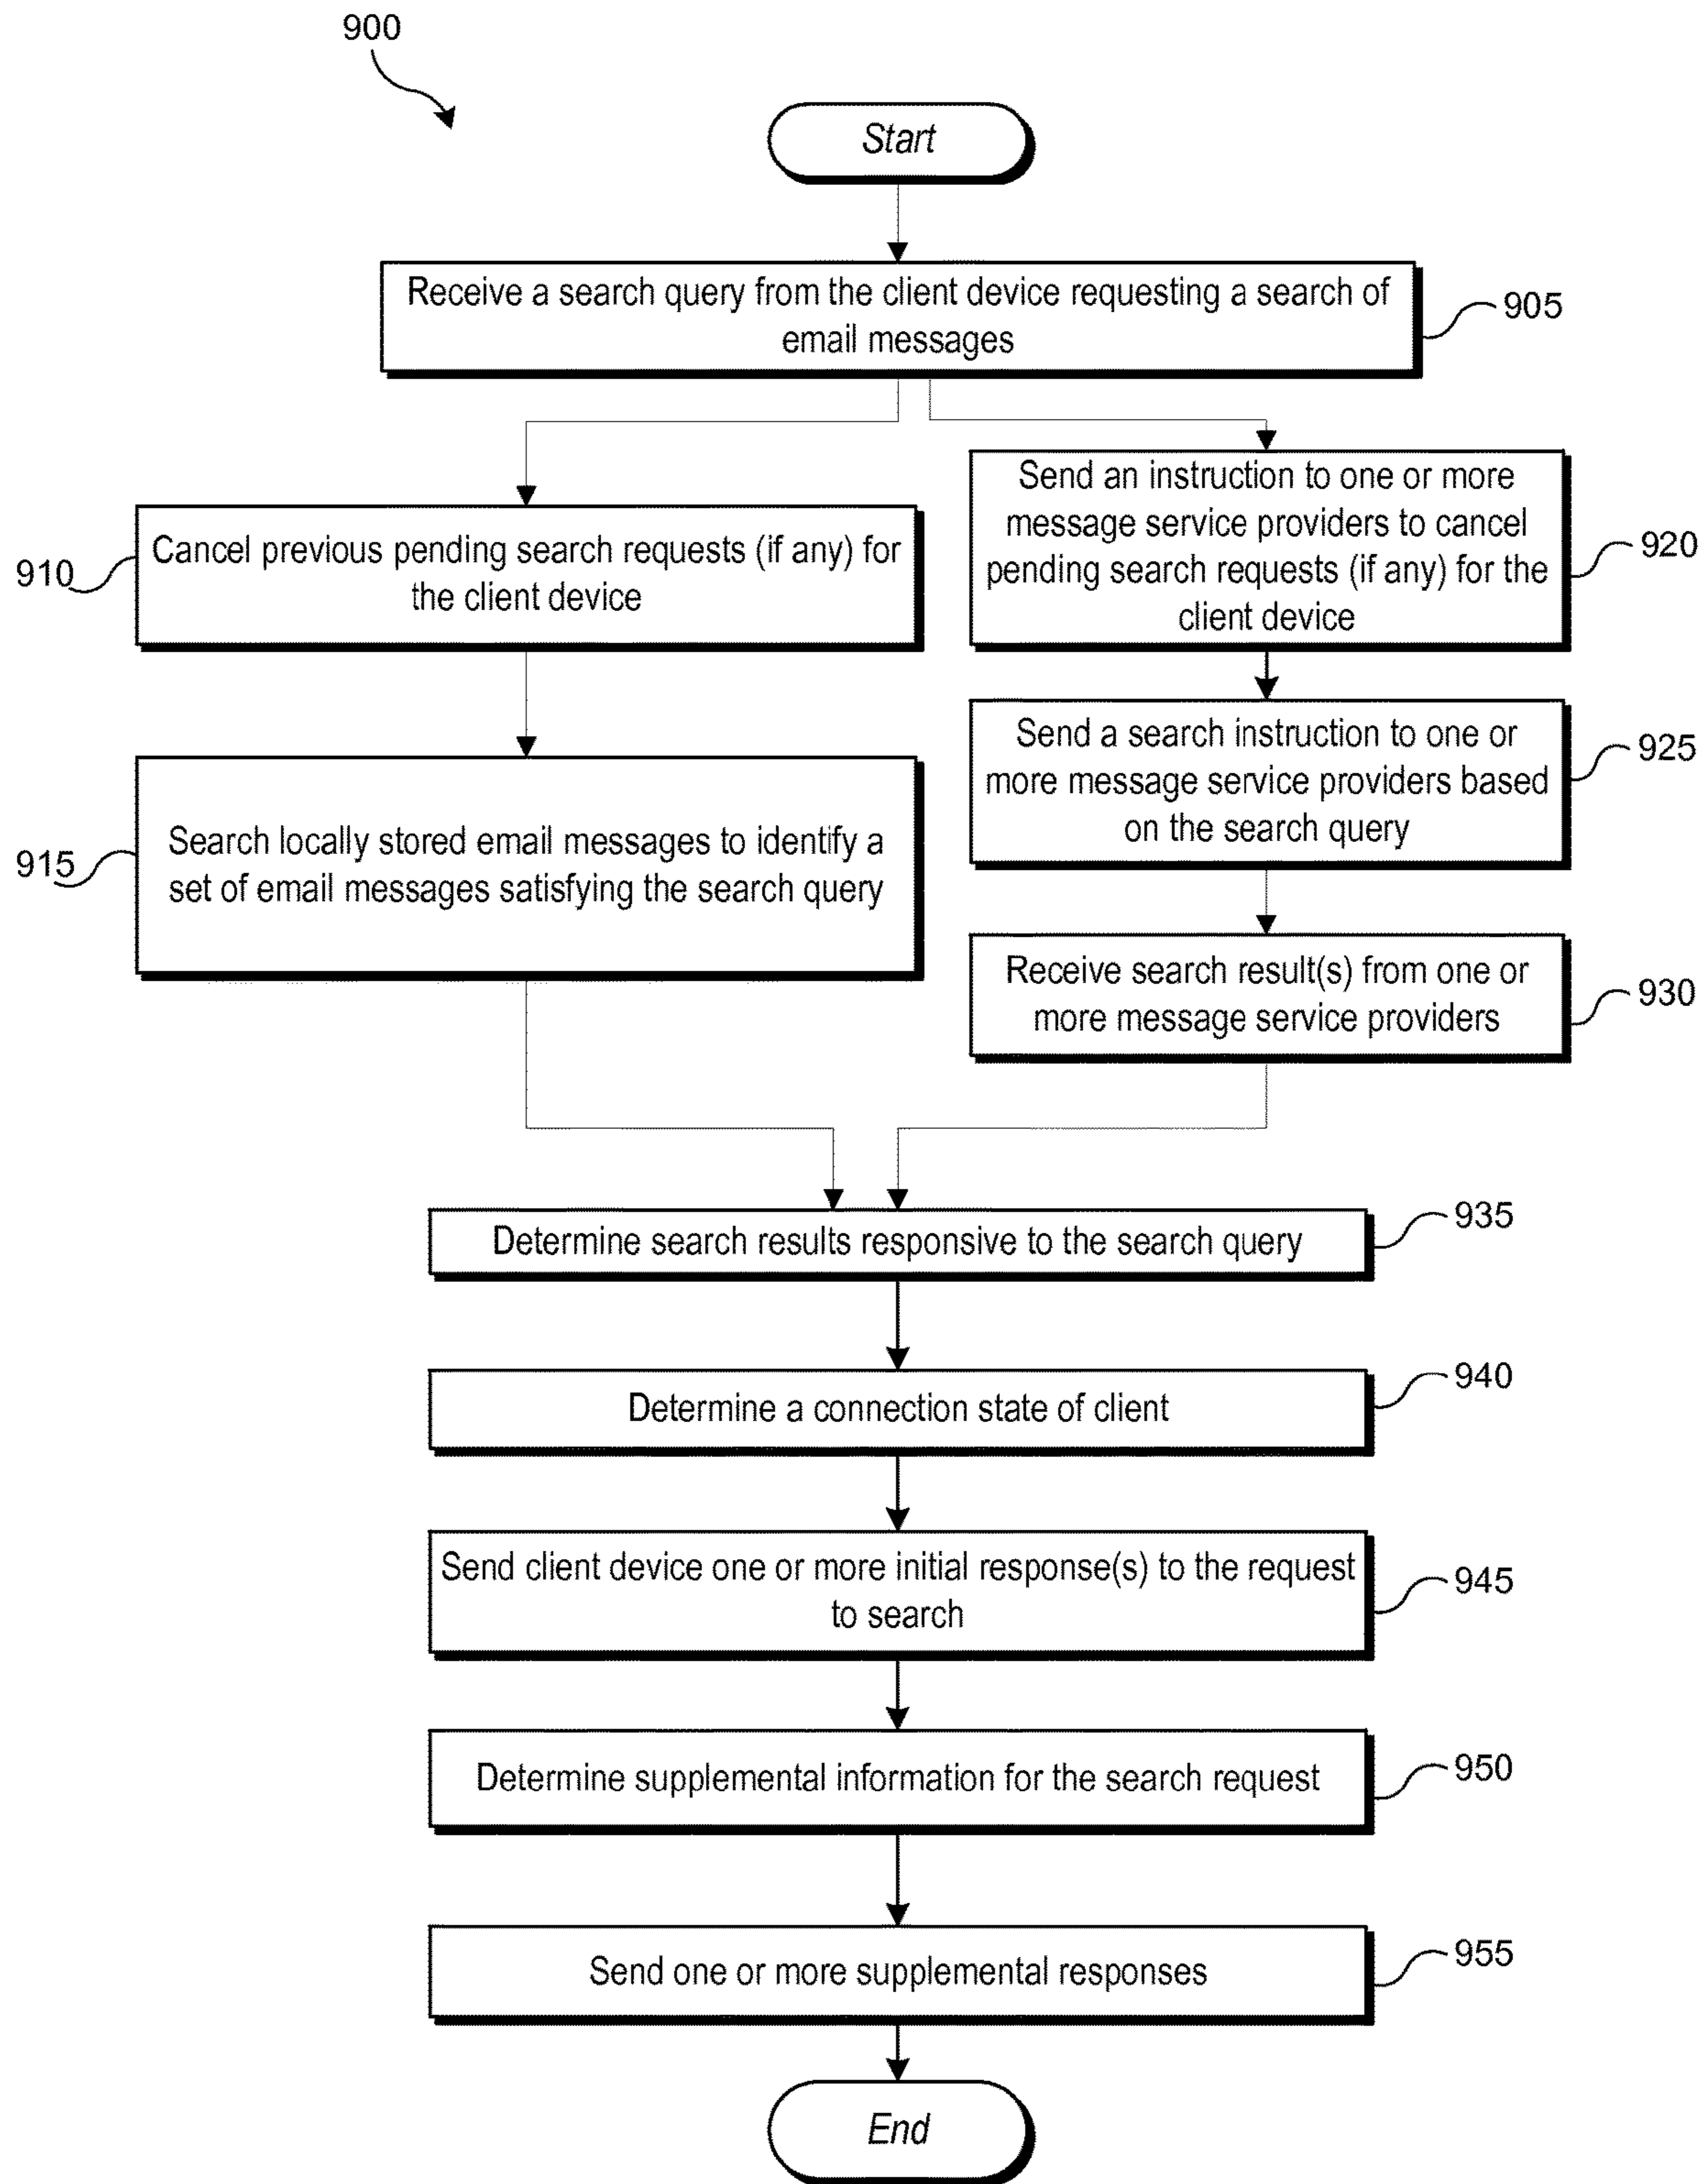 900
Start
Receive a search query from the client device requesting a search of
email messages
905
Cancel previous pending search requests (if any) for
the client device
910
Send an instruction to one or more
message service providers to cancel
pending search requests (if any) for the
client device
920
Search locally stored email messages to identify a
set of email messages satisfying the search query
915
Send a search instruction to one or
more message service providers based
on the search query
925
Receive search result(s) from one or
more message service providers
930
Determine search results responsive to the search query
935
Determine a connection state of client
940
Send client device one or more initial response(s) to the request
to search
945
Determine supplemental information for the search request
950
Send one or more supplemental responses
955
End